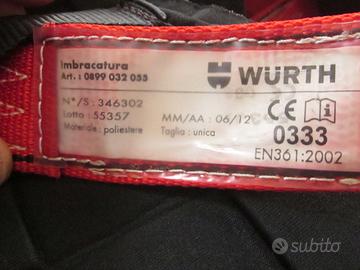 Imbracatura
Art.: 0899 032 055
WÜRTH
N°/S: 346302
Lotto: 55357
Materiale: poliestere
MM/AA: 06/12
Taglia: unica
CE
0333
EN361:2002
subito